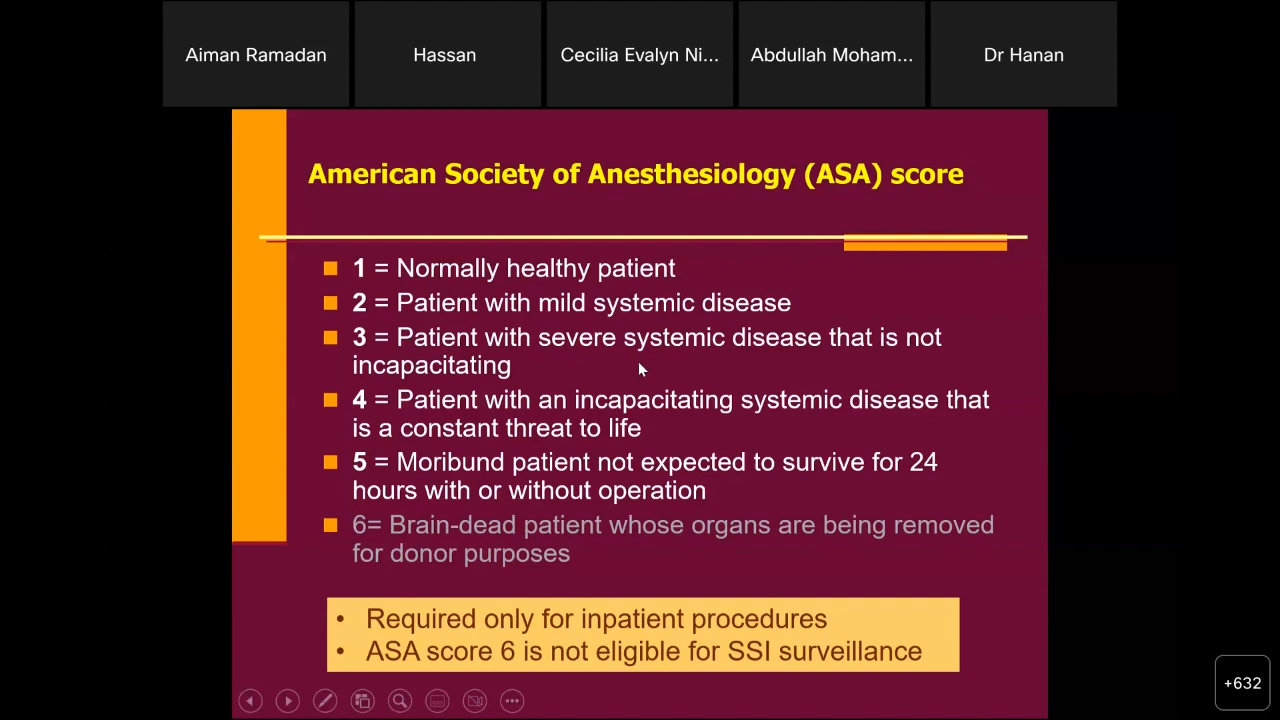 Aiman Ramadan
Hassan
Cecilia Evalyn Ni...
Abdullah Moham...
Dr Hanan
American Society of Anesthesiology (ASA) score
1 = Normally healthy patient
2 = Patient with mild systemic disease
3 = Patient with severe systemic disease that is not
incapacitating
4 = Patient with an incapacitating systemic disease that
is a constant threat to life
5 = Moribund patient not expected to survive for 24
hours with or without operation
6= Brain-dead patient whose organs are being removed
for donor purposes
• Required only for inpatient procedures
• ASA score 6 is not eligible for SSI surveillance
+632